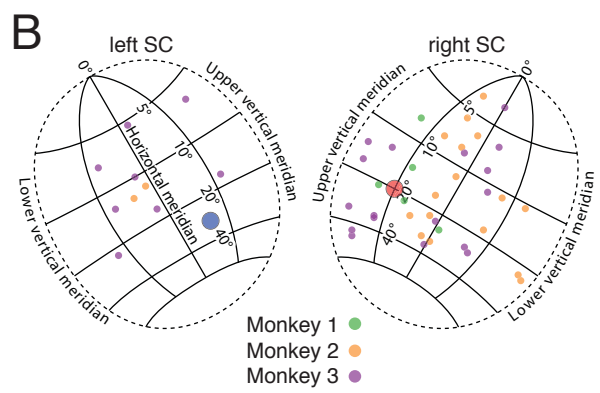 B
left SC
right SC
0°
5°
10°
20°
40°
Upper vertical meridian
Horizontal meridian
Lower vertical meridian
0°
5°
10°
20°
40°
Upper vertical meridian
Lower vertical meridian
Monkey 1
Monkey 2
Monkey 3